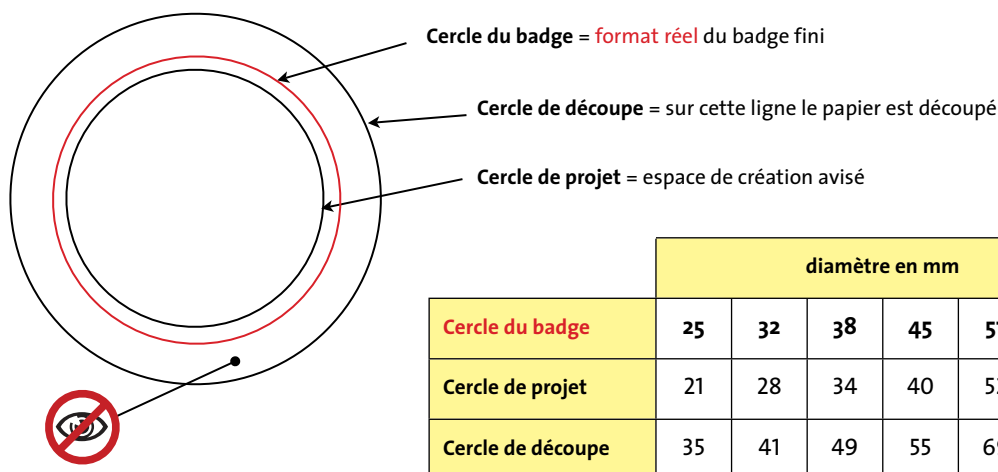 Cercle du badge = format réel du badge fini
Cercle de découpe = sur cette ligne le papier est découpé
Cercle de projet = espace de création avisé
diamètre en mm
Cercle du badge 25 32 38 45
Cercle de projet 21 28 34 40
Cercle de découpe 35 41 49 55